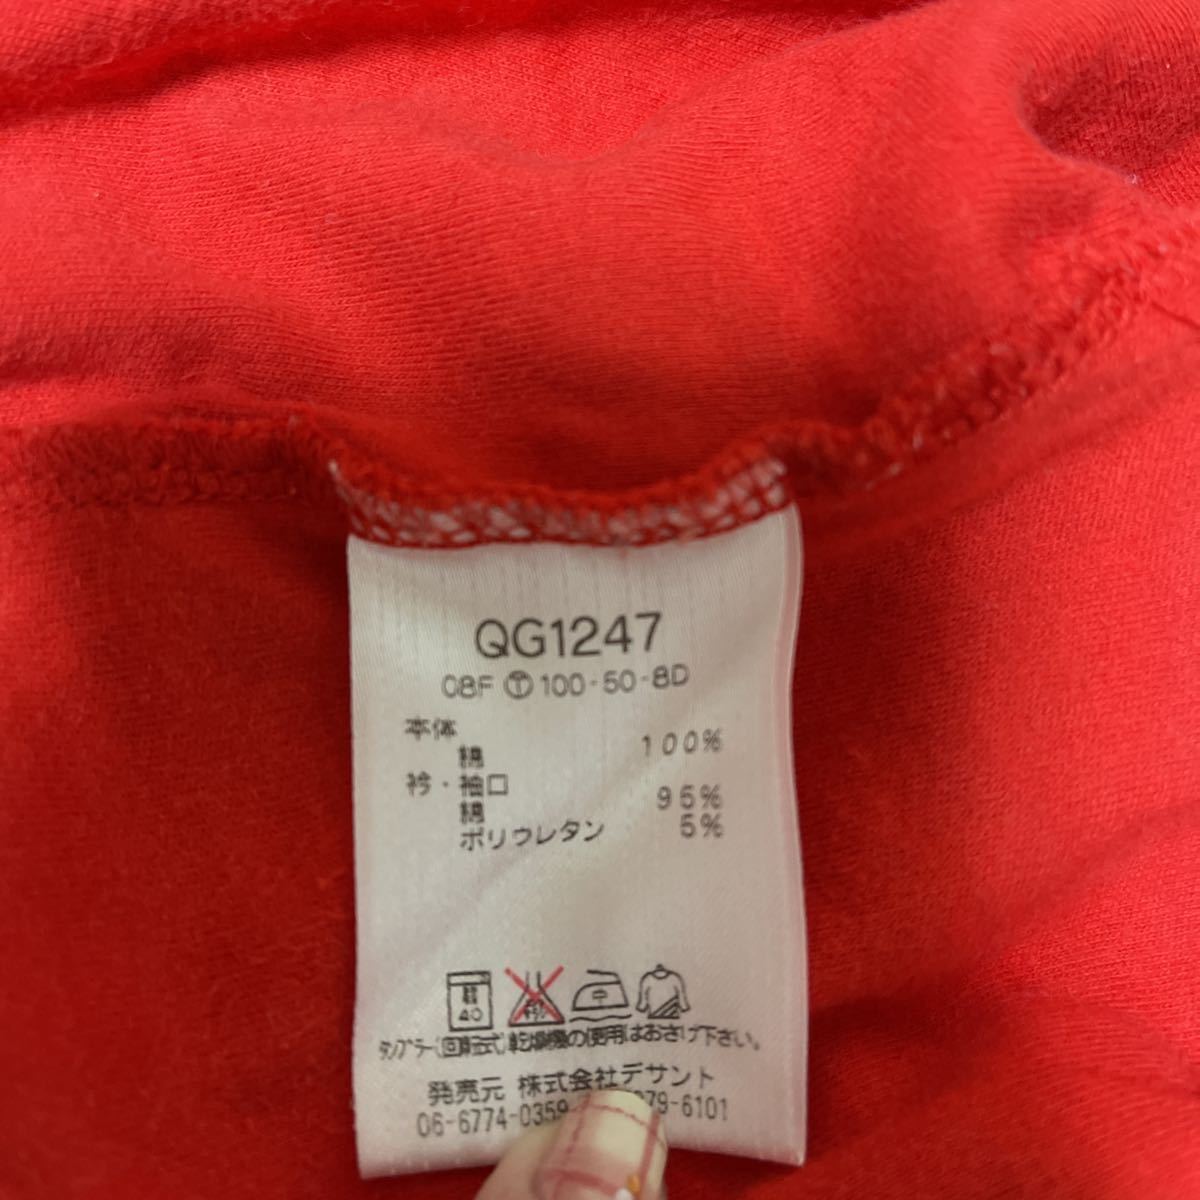 QG1247
08F Ⓣ 100-50-8D
本体
綿 100%
衿・袖口
綿 95%
ポリウレタン 5%
40
中
タンブラー(回転式)乾燥機の使用はおさけ下さい。
発売元 株式会社デサント
06-6774-0359 979-6101